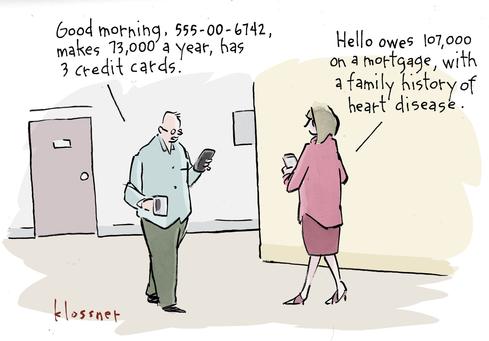 Good morning, 555-00-6742,
makes 73,000 a year, has
3 credit cards.
Hello owes 107,000
on a mortgage, with
a family history of
heart disease.
klossner